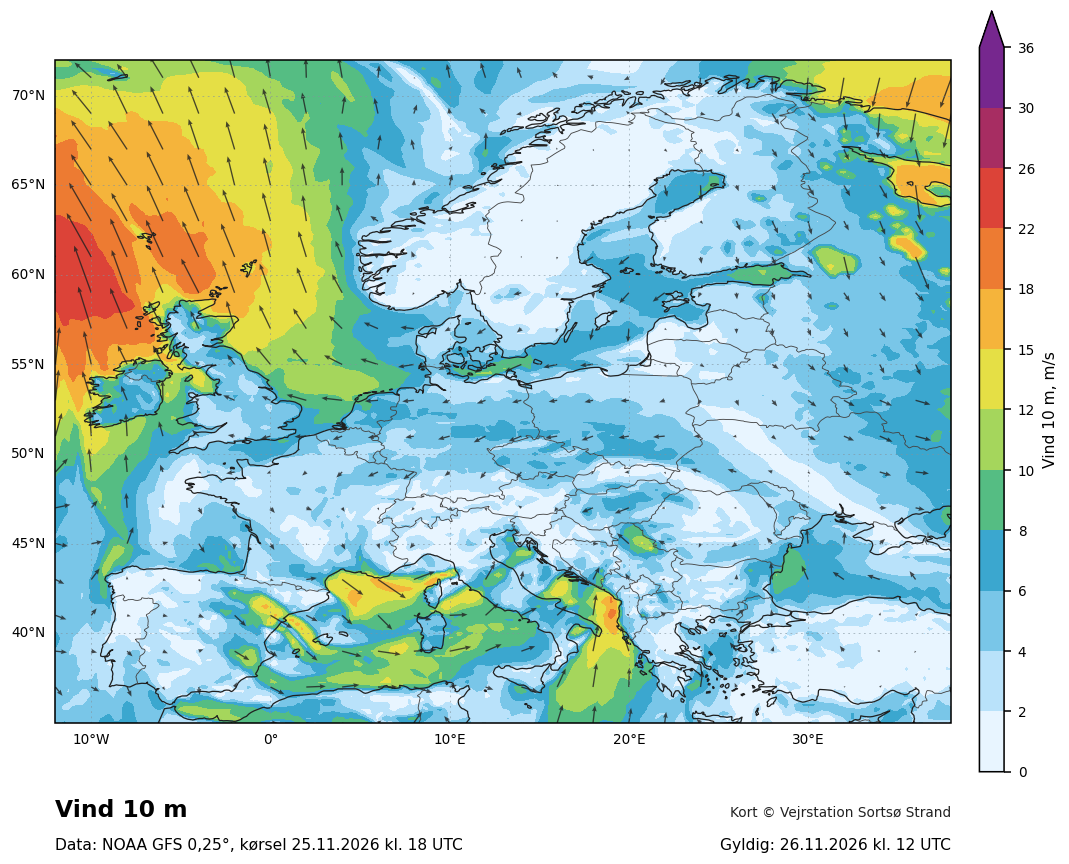 70°N
65°N
60°N
55°N
50°N
45°N
40°N
10°W
0°
10°E
20°E
30°E
36
30
26
22
18
15
12
10
8
6
4
2
0
Vind 10 m, m/s
Vind 10 m
Kort © Vejrstation Sortsø Strand
Data: NOAA GFS 0,25°, kørsel 25.11.2026 kl. 18 UTC
Gyldig: 26.11.2026 kl. 12 UTC